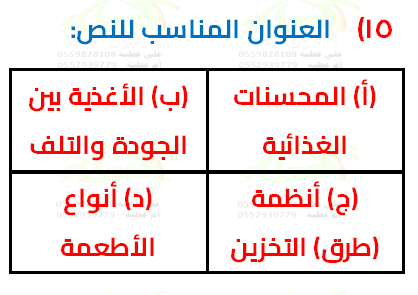 ١٥) العنوان المناسب للنص:
(أ) المحسنات
الغذائية
(ب) الأغذية بين
الجودة والتلف
(ج) أنظمة
(طرق) التخزين
(د) أنواع
الأطعمة